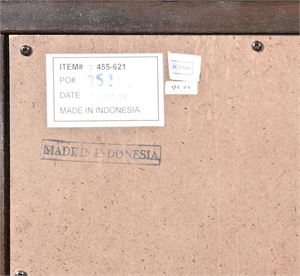 ITEM# : 455-621
PO#
DATE
MADE IN INDONESIA
MADE IN INDONESIA